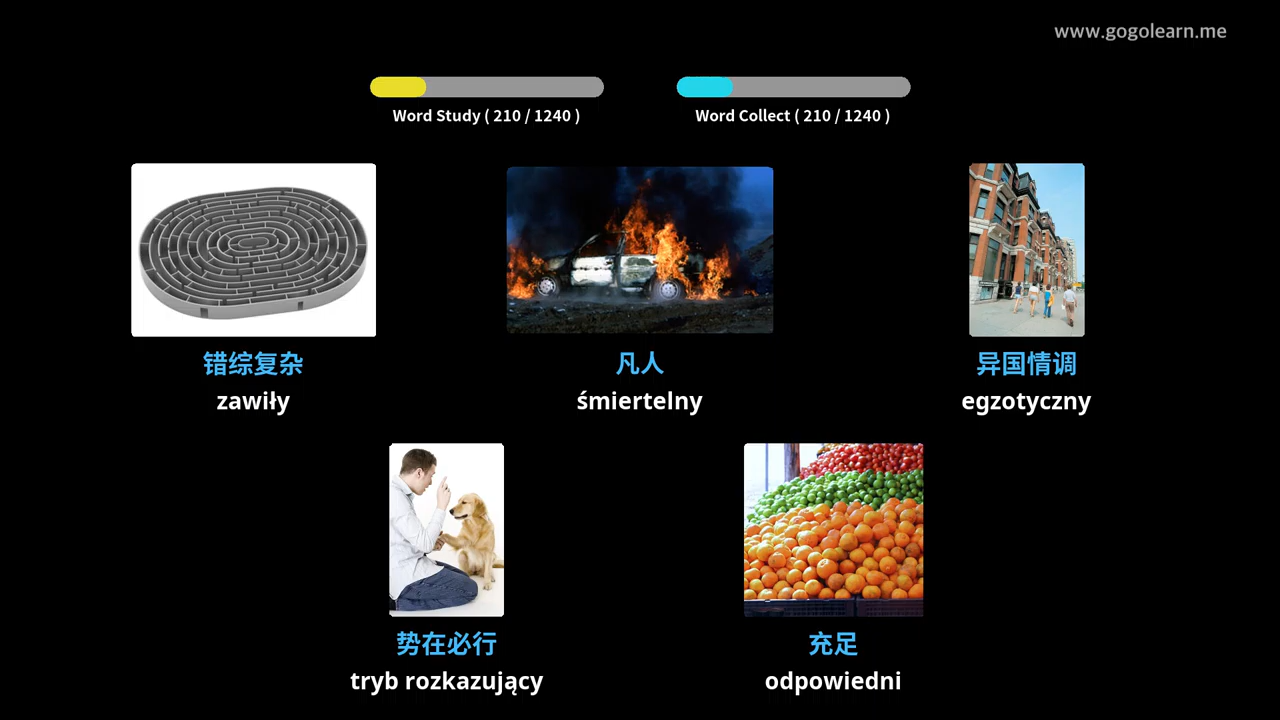 www.gogolearn.me
Word Study ( 210 / 1240 )
Word Collect ( 210 / 1240 )
错综复杂
zawiły
凡人
śmiertelny
异国情调
egzotyczny
势在必行
tryb rozkazujący
充足
odpowiedni